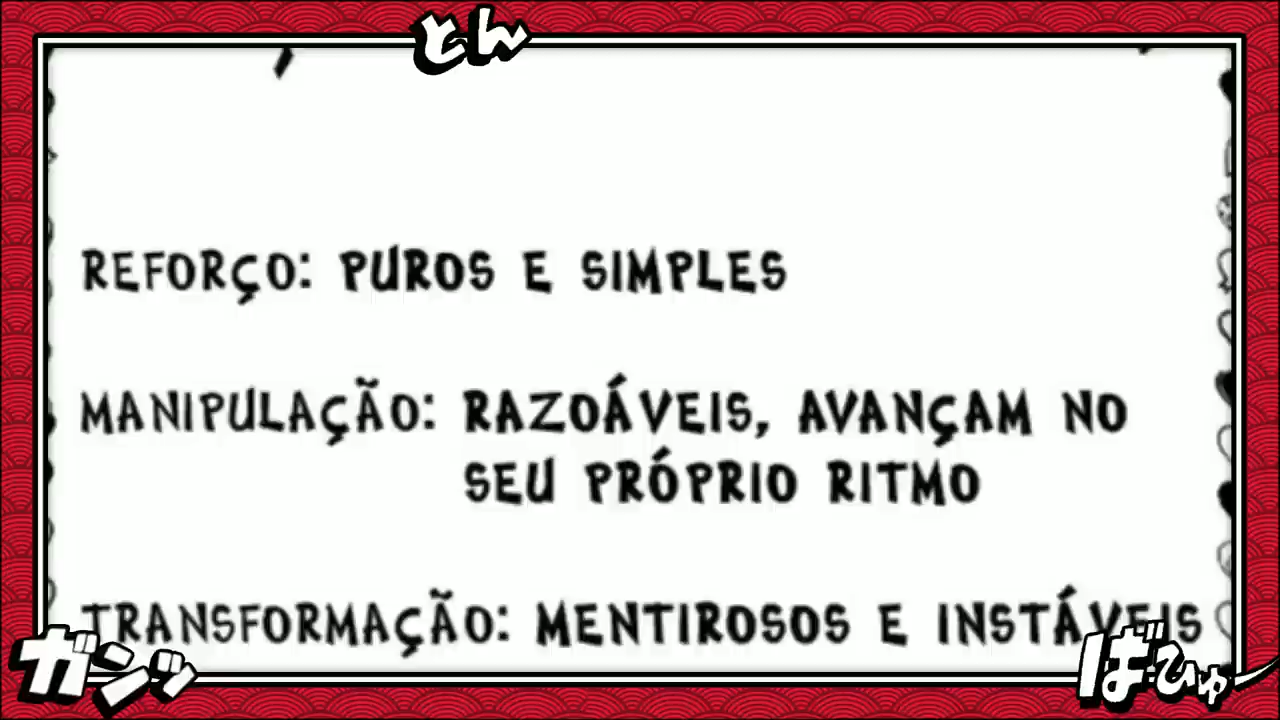 とん
REFORÇO: PUROS E SIMPLES
MANIPULAÇÃO: RAZOÁVEIS, AVANÇAM NO
SEU PRÓPRIO RITMO
TRANSFORMAÇÃO: MENTIROSOS E INSTÁVEIS
ガンッ
ばひゅー